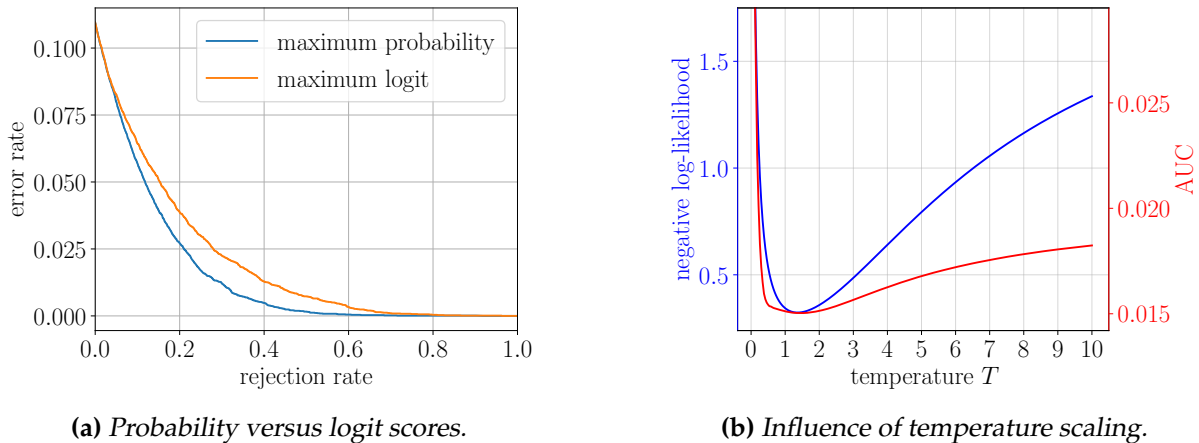 maximum probability
maximum logit
error rate
0.100
0.075
0.050
0.025
0.000
0.0 0.2 0.4 0.6 0.8 1.0
rejection rate
(a) Probability versus logit scores.
negative log-likelihood
1.5
1.0
0.5
0.025
0.020
0.015
AUC
0 1 2 3 4 5 6 7 8 9 10
temperature T
(b) Influence of temperature scaling.